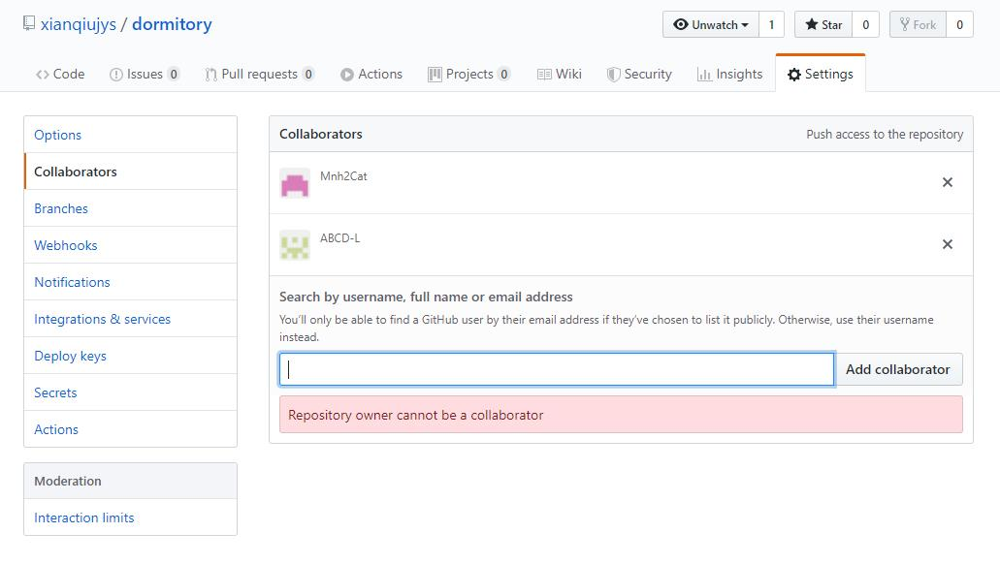 xianqiujys / dormitory
Unwatch 1 Star 0 Fork 0
Code Issues 0 Pull requests 0 Actions Projects 0 Wiki Security Insights Settings
Options
Collaborators
Branches
Webhooks
Notifications
Integrations & services
Deploy keys
Secrets
Actions
Moderation
Interaction limits
Collaborators Push access to the repository
Mnh2Cat
ABCD-L
Search by username, full name or email address
You'll only be able to find a GitHub user by their email address if they've chosen to list it publicly. Otherwise, use their username
instead.
Add collaborator
Repository owner cannot be a collaborator